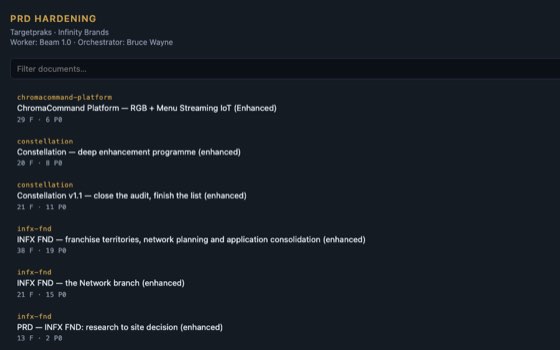 PRD HARDENING
Targetpraks · Infinity Brands
Worker: Beam 1.0 · Orchestrator: Bruce Wayne
Filter documents...
chromacommand-platform
ChromaCommand Platform — RGB + Menu Streaming IoT (Enhanced)
29 F · 6 P0
constellation
Constellation — deep enhancement programme (enhanced)
20 F · 8 P0
constellation
Constellation v1.1 — close the audit, finish the list (enhanced)
21 F · 11 P0
infx-fnd
INFX FND — franchise territories, network planning and application consolidation (enhanced)
38 F · 19 P0
infx-fnd
INFX FND — the Network branch (enhanced)
21 F · 15 P0
infx-fnd
PRD — INFX FND: research to site decision (enhanced)
13 F · 2 P0